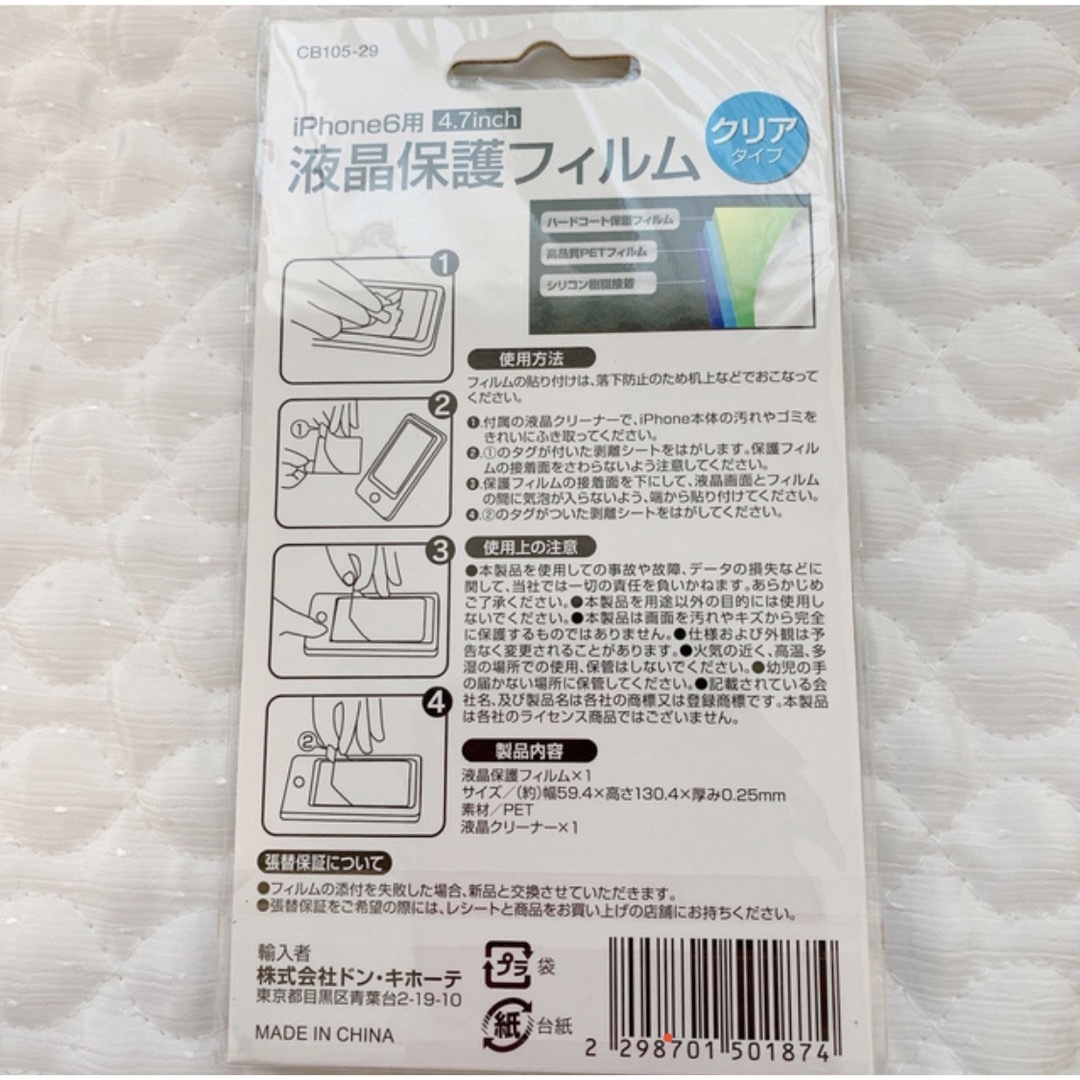 CB105-29
iPhone6用 4.7inch
液晶保護フィルム
クリア
タイプ
ハードコート保護フィルム
高品質PETフィルム
シリコン樹脂接着
1
2
①
3
4
②
使用方法
フィルムの貼り付けは、落下防止のため机上などでおこなって
ください。
❶.付属の液晶クリーナーで、iPhone本体の汚れやゴミを
きれいにふき取ってください。
❷.①のタグが付いた剥離シートをはがします。保護フィル
ムの接着面をさわらないよう注意してください。
❸.保護フィルムの接着面を下にして、液晶画面とフィルム
の間に気泡が入らないよう、端から貼り付けてください。
❹.②のタグがついた剥離シートをはがしてください。
使用上の注意
●本製品を使用しての事故や故障、データの損失などに
関して、当社では一切の責任を負いかねます。あらかじめ
ご了承ください。●本製品を用途以外の目的には使用し
ないでください。●本製品は画面を汚れやキズから完全
に保護するものではありません。●仕様および外観は予
告なく変更されることがあります。●火気の近く、高温、多
湿の場所での使用、保管はしないでください。●幼児の手
の届かない場所に保管してください。●記載されている会
社名、及び製品名は各社の商標又は登録商標です。本製品
は各社のライセンス商品ではございません。
製品内容
液晶保護フィルム×1
サイズ/(約)幅59.4×高さ130.4×厚み0.25mm
素材/PET
液晶クリーナー×1
張替保証について
●フィルムの添付を失敗した場合、新品と交換させていただきます。
●張替保証をご希望の際には、レシートと商品をお買い上げの店舗にお持ちください。
輸入者
株式会社ドン・キホーテ
東京都目黒区青葉台2-19-10
MADE IN CHINA
プラ 袋
紙 台紙
2 298701 501874